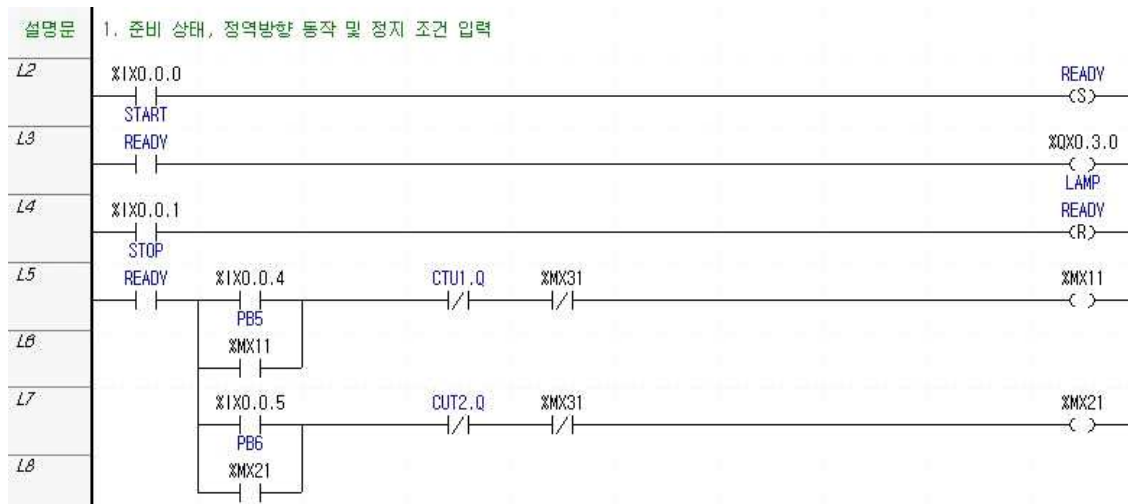 설명문 1. 준비 상태, 정역방향 동작 및 정지 조건 입력
L2 %IX0.0.0 READY
(S)
START
L3 READY %QX0.3.0
LAMP
L4 %IX0.0.1 READY
(R)
STOP
L5 READY %IX0.0.4 CTU1.Q %MX31 %MX11
PB5
L6 %MX11
L7 %IX0.0.5 CUT2.Q %MX31 %MX21
PB6
L8 %MX21